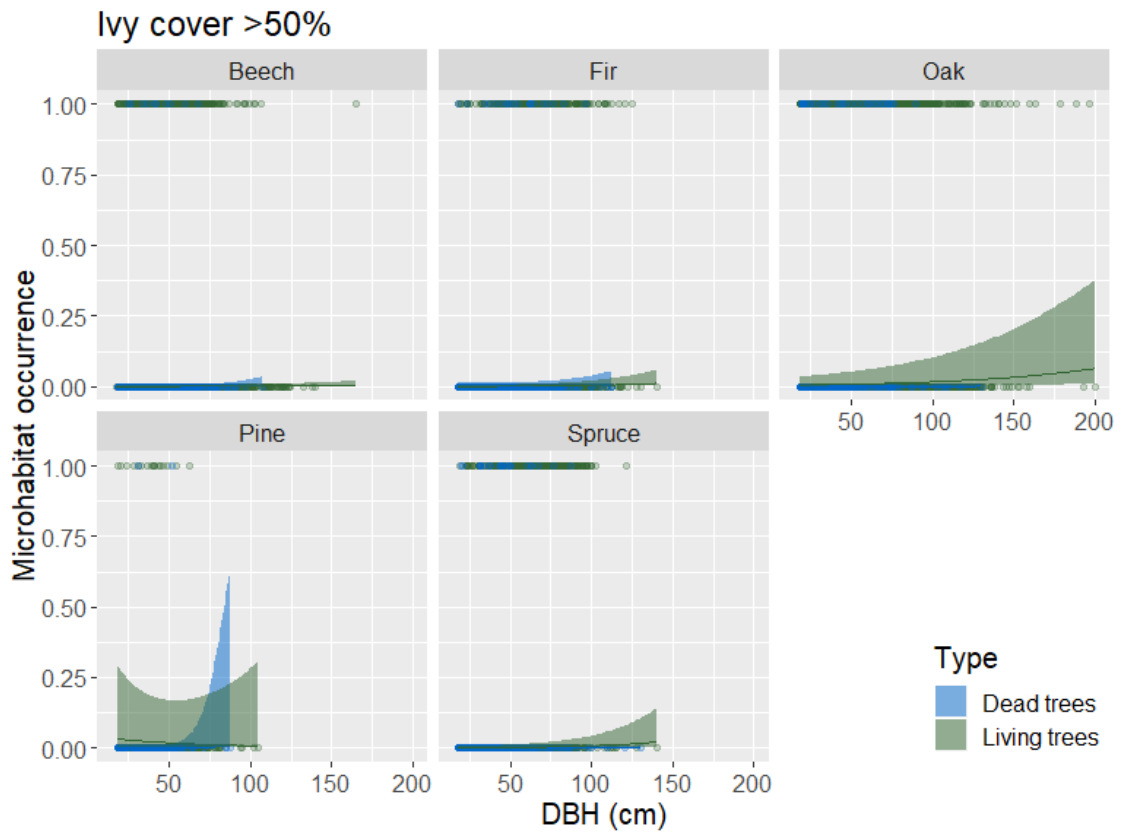 Ivy cover >50%
Beech
Fir
Oak
1.00
0.75
0.50
0.25
0.00
50 100 150 200
Pine
Spruce
1.00
0.75
0.50
0.25
0.00
50 100 150 200
50 100 150 200
Microhabitat occurrence
DBH (cm)
Type
Dead trees
Living trees